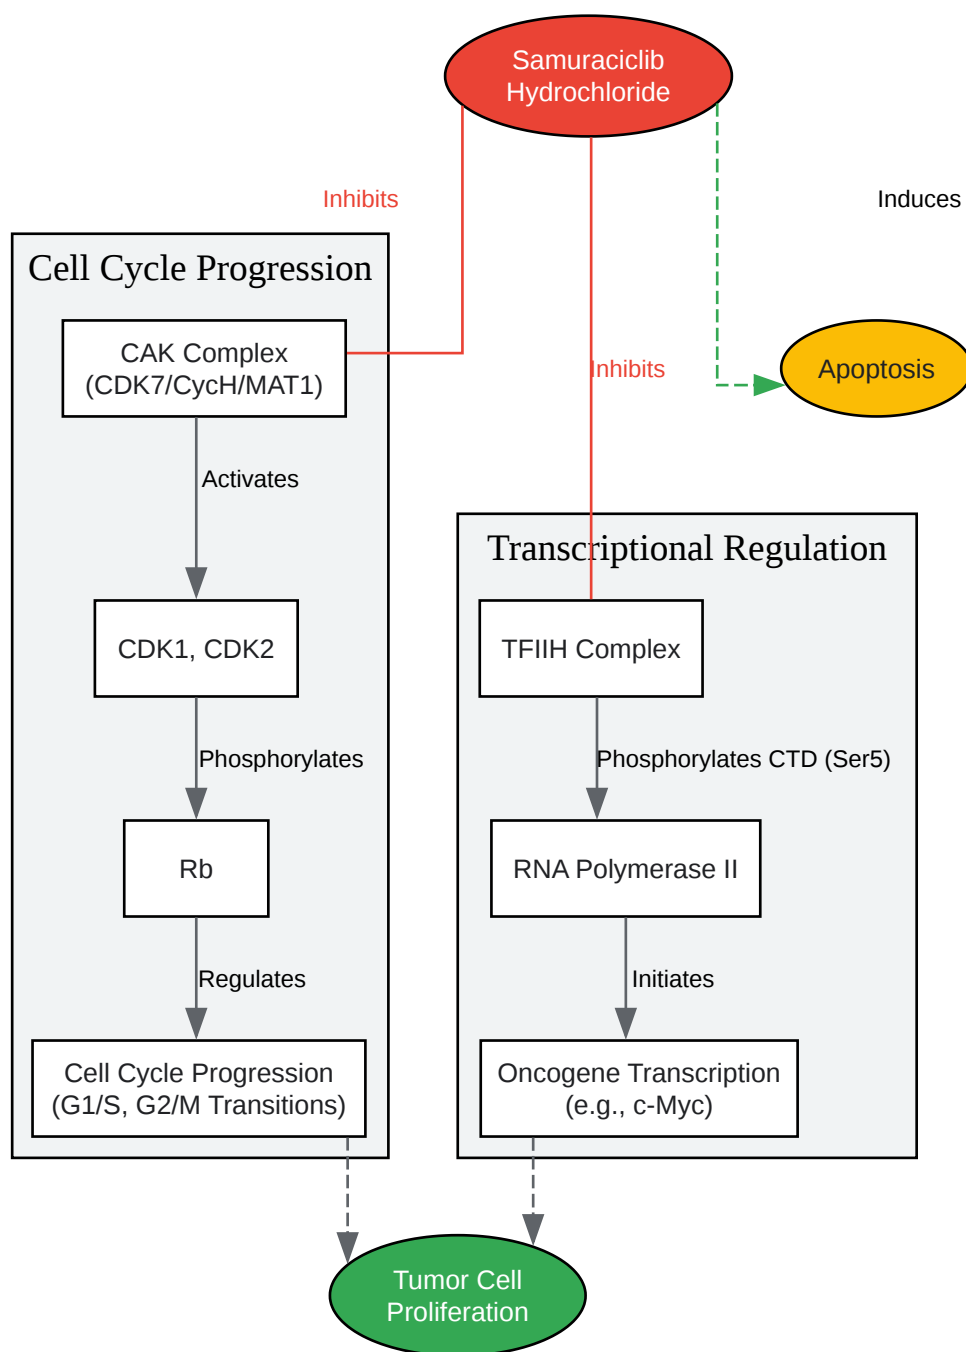 Samuraciclib
Hydrochloride
Inhibits
Induces
Cell Cycle Progression
CAK Complex
(CDK7/CycH/MAT1)
Inhibits
Apoptosis
Activates
Transcriptional Regulation
CDK1, CDK2
TFIIH Complex
Phosphorylates
Phosphorylates CTD (Ser5)
Rb
RNA Polymerase II
Regulates
Initiates
Cell Cycle Progression
(G1/S, G2/M Transitions)
Oncogene Transcription
(e.g., c-Myc)
Tumor Cell
Proliferation